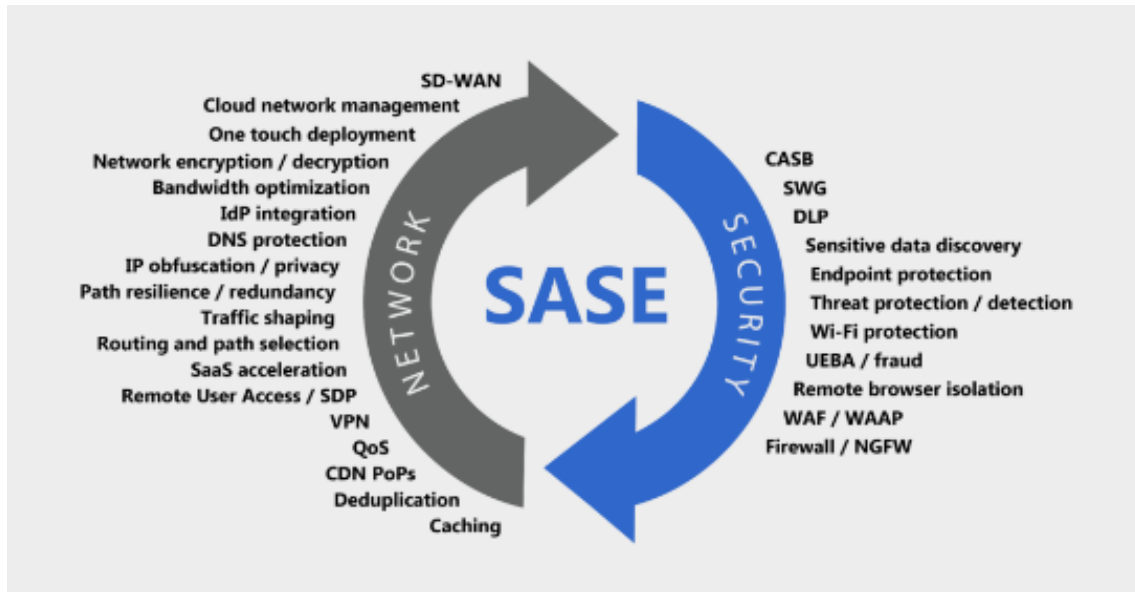 SD-WAN
Cloud network management
One touch deployment
Network encryption / decryption
Bandwidth optimization
IdP integration
DNS protection
IP obfuscation / privacy
Path resilience / redundancy
Traffic shaping
Routing and path selection
SaaS acceleration
Remote User Access / SDP
VPN
QoS
CDN PoPs
Deduplication
Caching
NETWORK
SASE
SECURITY
CASB
SWG
DLP
Sensitive data discovery
Endpoint protection
Threat protection / detection
Wi-Fi protection
UEBA / fraud
Remote browser isolation
WAF / WAAP
Firewall / NGFW